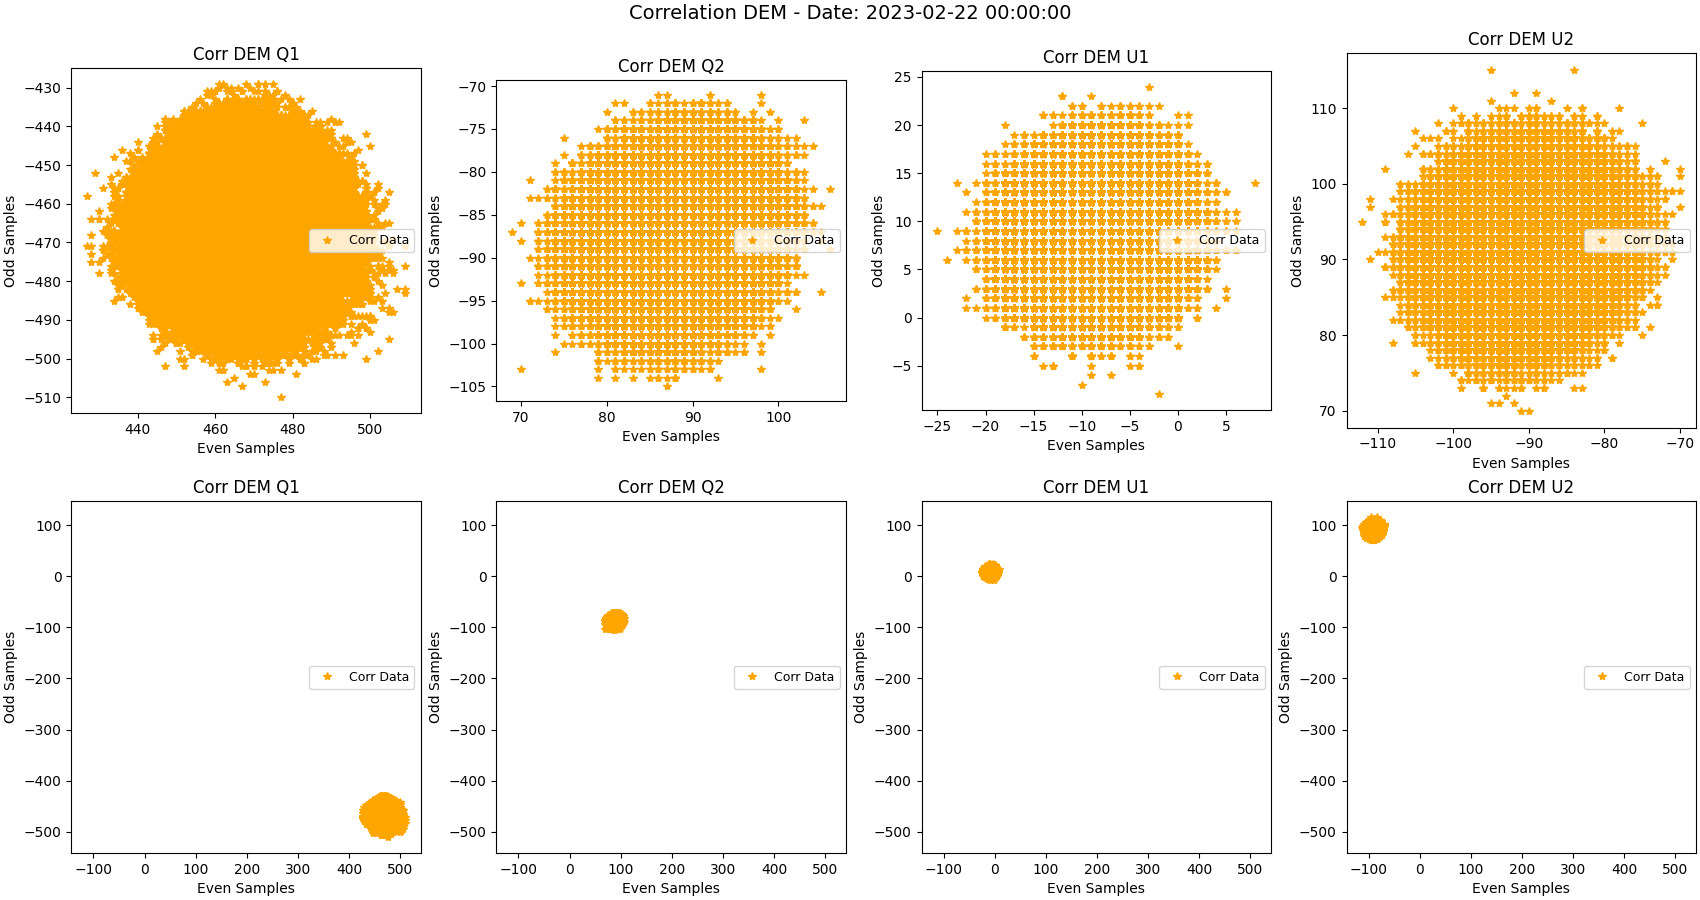 Correlation DEM - Date: 2023-02-22 00:00:00
Corr DEM Q1
Corr DEM Q2
Corr DEM U1
Corr DEM U2
Odd Samples
−430
−440
−450
−460
−470
−480
−490
−500
−510
Corr Data
440 460 480 500
Even Samples
Odd Samples
−70
−75
−80
−85
−90
−95
−100
−105
Corr Data
70 80 90 100
Even Samples
Odd Samples
25
20
15
10
5
0
−5
Corr Data
−25 −20 −15 −10 −5 0 5
Even Samples
Odd Samples
110
100
90
80
70
Corr Data
−110 −100 −90 −80 −70
Even Samples
Corr DEM Q1
Corr DEM Q2
Corr DEM U1
Corr DEM U2
Odd Samples
100
0
−100
−200
−300
−400
−500
Corr Data
−100 0 100 200 300 400 500
Even Samples
Odd Samples
100
0
−100
−200
−300
−400
−500
Corr Data
−100 0 100 200 300 400 500
Even Samples
Odd Samples
100
0
−100
−200
−300
−400
−500
Corr Data
−100 0 100 200 300 400 500
Even Samples
Odd Samples
100
0
−100
−200
−300
−400
−500
Corr Data
−100 0 100 200 300 400 500
Even Samples